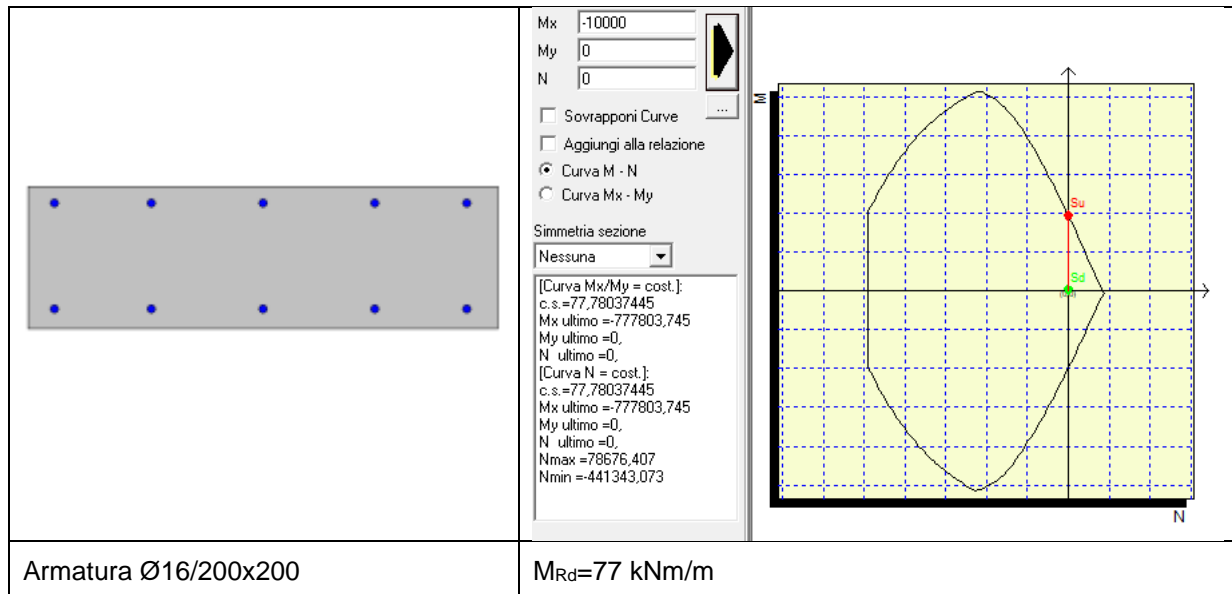 Mx -10000
My 0
N 0
...
Sovrapponi Curve
Aggiungi alla relazione
Curva M - N
Curva Mx - My
Simmetria sezione
Nessuna
[Curva Mx/My = cost.]:
c.s.=77,78037445
Mx ultimo =-777803,745
My ultimo =0,
N ultimo =0,
[Curva N = cost.]:
c.s.=77,78037445
Mx ultimo =-777803,745
My ultimo =0,
N ultimo =0,
Nmax =78676,407
Nmin =-441343,073
M
Su
Sd
N
Armatura Ø16/200x200
MRd=77 kNm/m